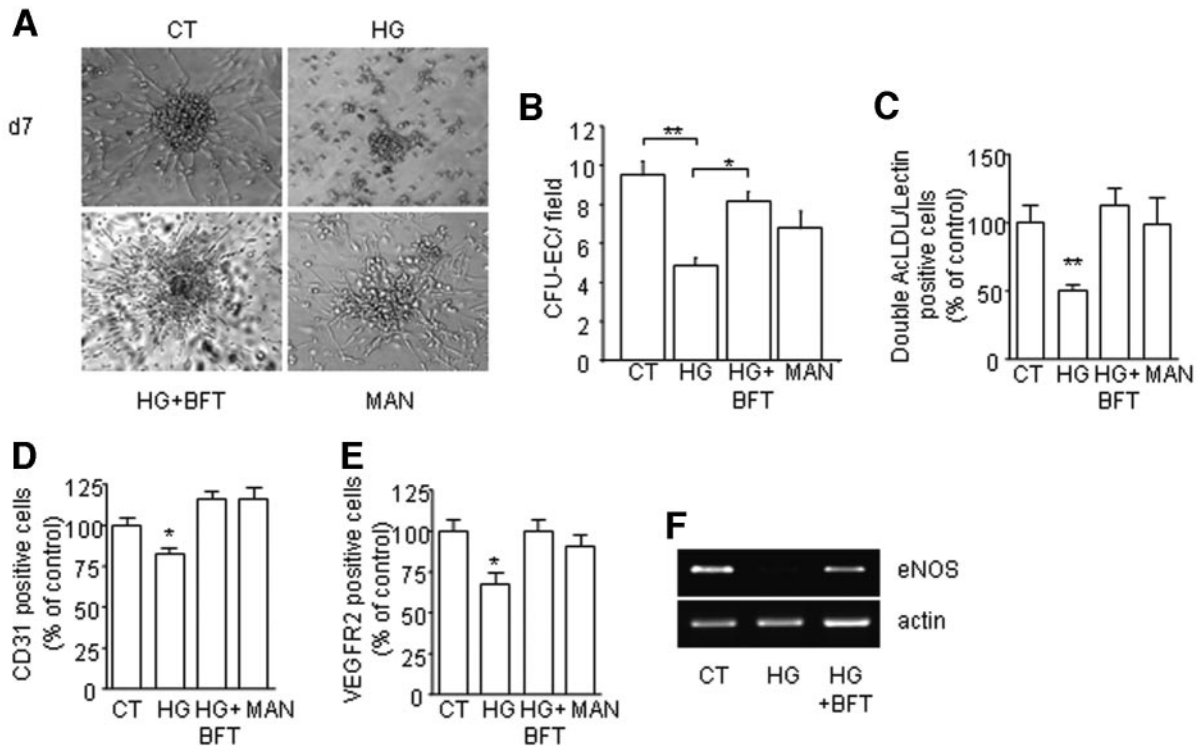 A
CT HG
d7
HG+BFT MAN
B
CFU-EC/ field
12
10
8
6
4
2
0
**
*
CT HG HG+ MAN
BFT
C
Double AcLDL/Lectin
positive cells
(% of control)
150
100
50
0
**
CT HG HG+ MAN
BFT
D
CD31 positive cells
(% of control)
125
100
75
50
25
0
*
CT HG HG+ MAN
BFT
E
VEGFR2 positive cells
(% of control)
125
100
75
50
25
0
*
CT HG HG+ MAN
BFT
F
eNOS
actin
CT HG HG
+BFT